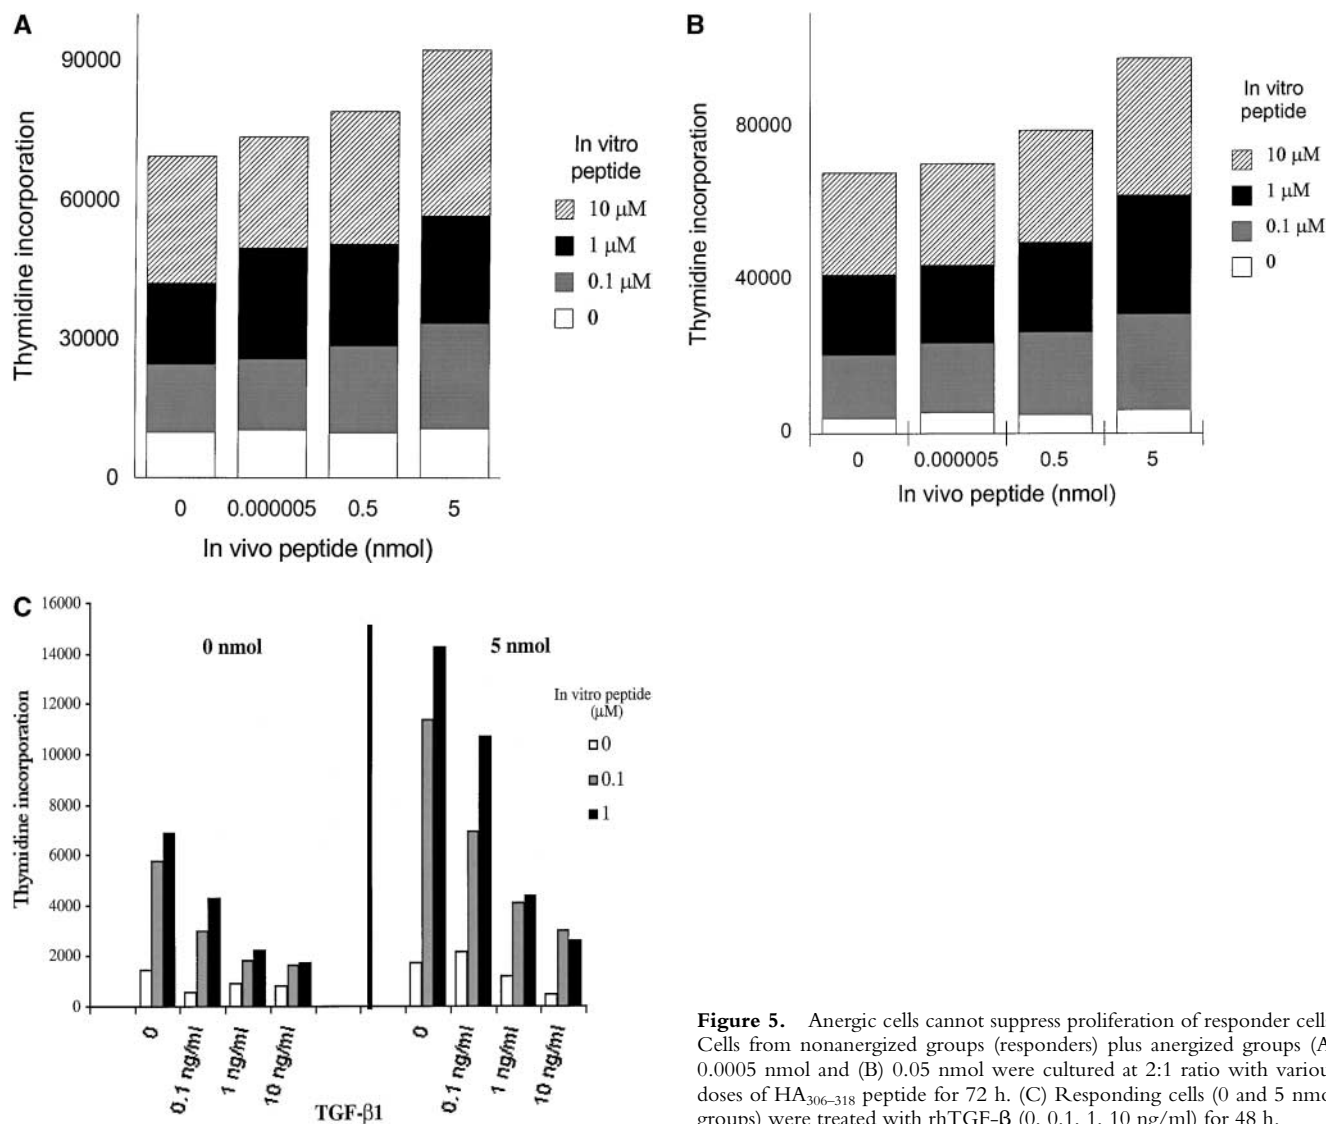 A
90000
60000
30000
0
Thymidine incorporation
0 0.000005 0.5 5
In vivo peptide (nmol)
In vitro
peptide
10 μM
1 μM
0.1 μM
0
B
80000
40000
0
Thymidine incorporation
0 0.000005 0.5 5
In vivo peptide (nmol)
In vitro
peptide
10 μM
1 μM
0.1 μM
0
C
16000
14000
12000
10000
8000
6000
4000
2000
0
Thymidine incorporation
0 nmol
5 nmol
In vitro peptide
(μM)
0
0.1
1
0 0.1 ng/ml 1 ng/ml 10 ng/ml 0 0.1 ng/ml 1 ng/ml 10 ng/ml
TGF-β1
Figure 5. Anergic cells cannot suppress proliferation of responder cell
Cells from nonanergized groups (responders) plus anergized groups (A
0.0005 nmol and (B) 0.05 nmol were cultured at 2:1 ratio with variou
doses of HA306–318 peptide for 72 h. (C) Responding cells (0 and 5 nmo
groups) were treated with rhTGF-β (0, 0.1, 1, 10 ng/ml) for 48 h.